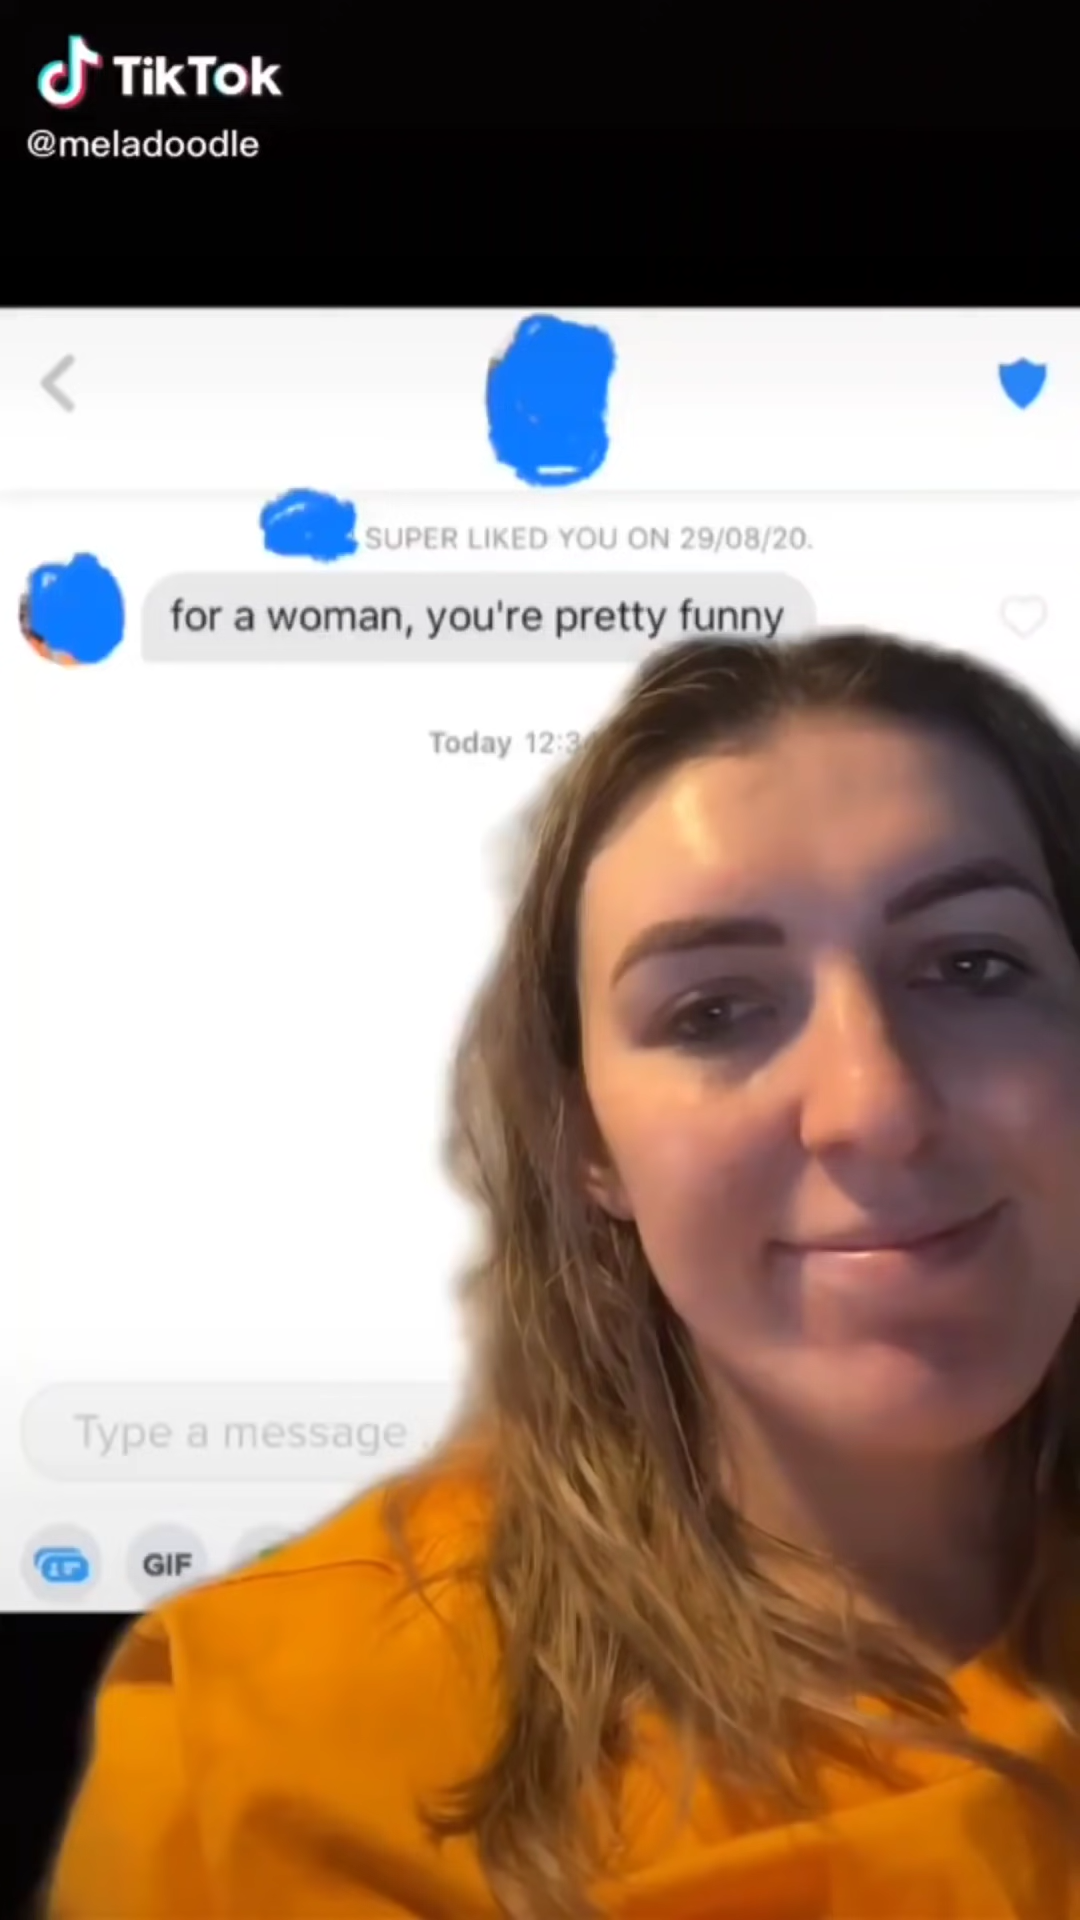 TikTok
@meladoodle
SUPER LIKED YOU ON 29/08/20.
for a woman, you're pretty funny
Today
Type a message
GIF